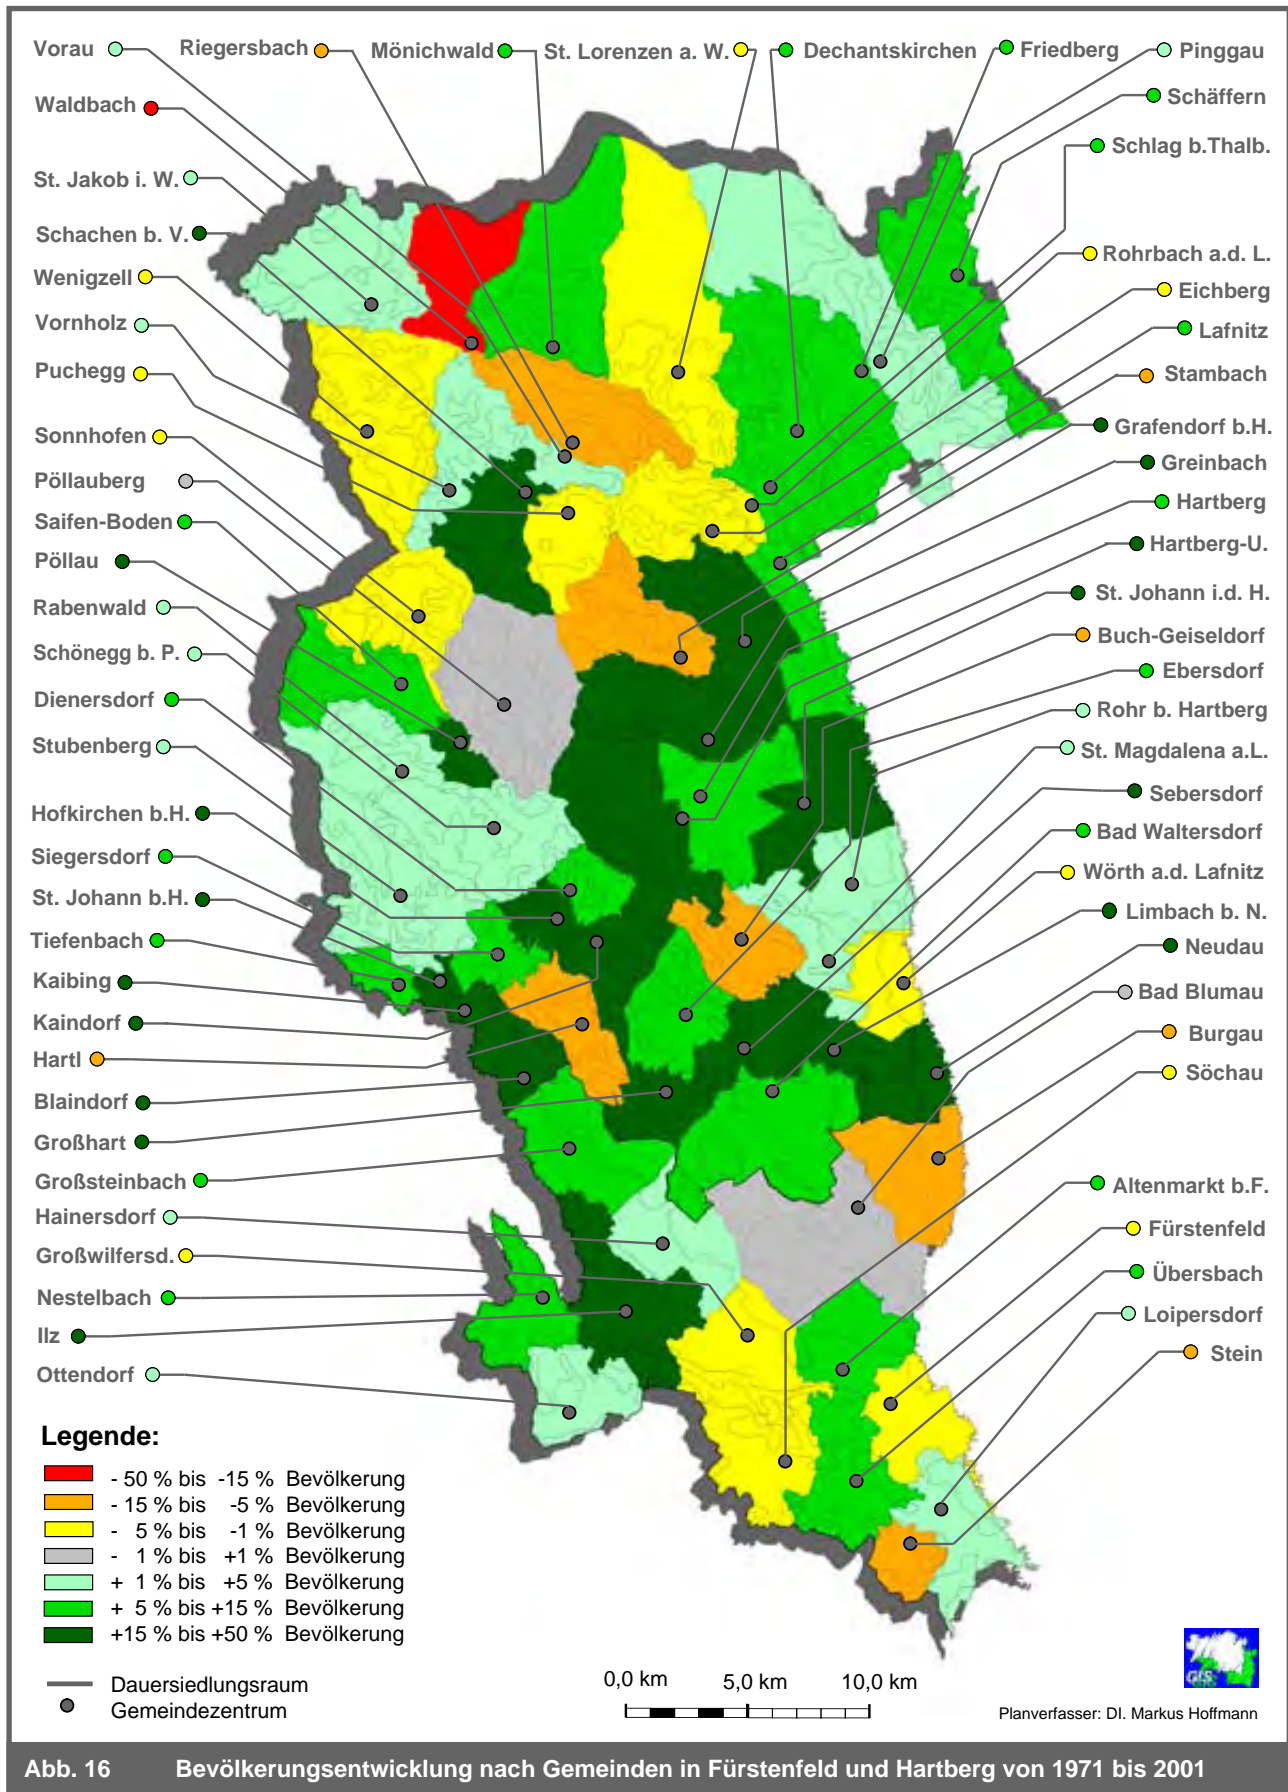 Vorau
Riegersbach
Mönichwald
St. Lorenzen a. W.
Dechantskirchen
Friedberg
Pinggau
Waldbach
Schäffern
Schlag b.Thalb.
St. Jakob i. W.
Schachen b. V.
Rohrbach a.d. L.
Wenigzell
Eichberg
Vornholz
Lafnitz
Puchegg
Stambach
Grafendorf b.H.
Sonnhofen
Greinbach
Pöllauberg
Hartberg
Saifen-Boden
Hartberg-U.
Pöllau
St. Johann i.d. H.
Rabenwald
Buch-Geiseldorf
Schönegg b. P.
Ebersdorf
Dienersdorf
Rohr b. Hartberg
Stubenberg
St. Magdalena a.L.
Sebersdorf
Hofkirchen b.H.
Bad Waltersdorf
Siegersdorf
Wörth a.d. Lafnitz
St. Johann b.H.
Limbach b. N.
Tiefenbach
Neudau
Kaibing
Bad Blumau
Kaindorf
Burgau
Hartl
Söchau
Blaindorf
Großhart
Großsteinbach
Altenmarkt b.F.
Hainersdorf
Fürstenfeld
Großwilfersd.
Übersbach
Nestelbach
Loipersdorf
Ilz
Stein
Ottendorf
Legende:
- 50 % bis -15 % Bevölkerung
- 15 % bis -5 % Bevölkerung
- 5 % bis -1 % Bevölkerung
- 1 % bis +1 % Bevölkerung
+ 1 % bis +5 % Bevölkerung
+ 5 % bis +15 % Bevölkerung
+15 % bis +50 % Bevölkerung
Dauersiedlungsraum
Gemeindezentrum
0,0 km 5,0 km 10,0 km
GIS
Planverfasser: DI. Markus Hoffmann
Abb. 16 Bevölkerungsentwicklung nach Gemeinden in Fürstenfeld und Hartberg von 1971 bis 2001